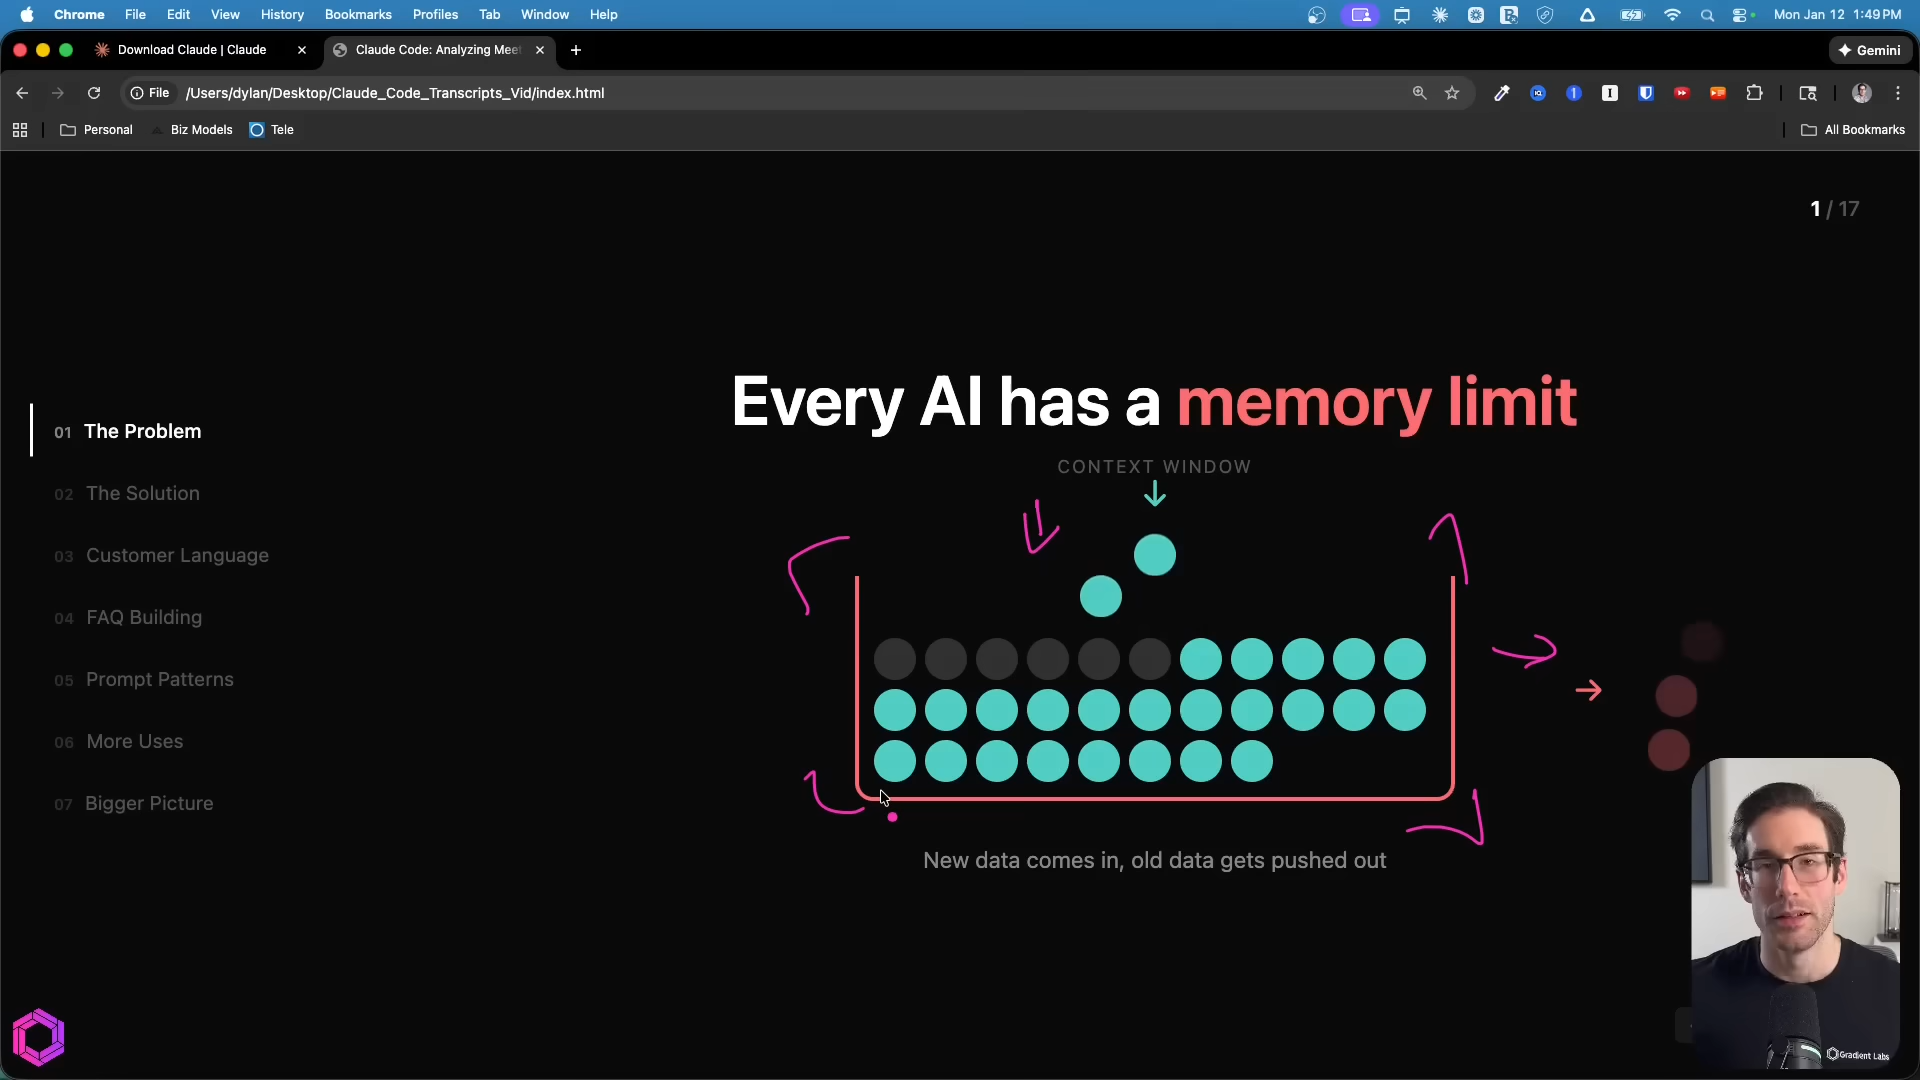 Chrome File Edit View History Bookmarks Profiles Tab Window Help Mon Jan 12 1:49 PM
Download Claude | Claude
Claude Code: Analyzing Meet
Gemini
File /Users/dylan/Desktop/Claude_Code_Transcripts_Vid/index.html
Personal Biz Models Tele All Bookmarks
1 / 17
Every AI has a memory limit
CONTEXT WINDOW
01 The Problem
02 The Solution
03 Customer Language
04 FAQ Building
05 Prompt Patterns
06 More Uses
07 Bigger Picture
New data comes in, old data gets pushed out
Gradient Labs